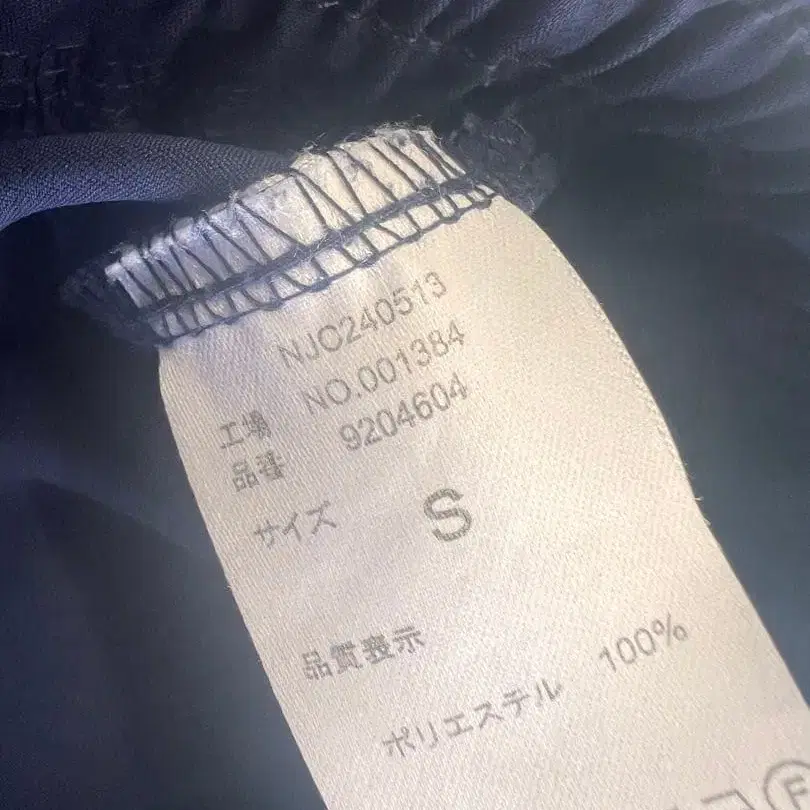 NJO240513
工場 NO.001384
品番 9204604
サイズ S
品質表示
ポリエステル 100%